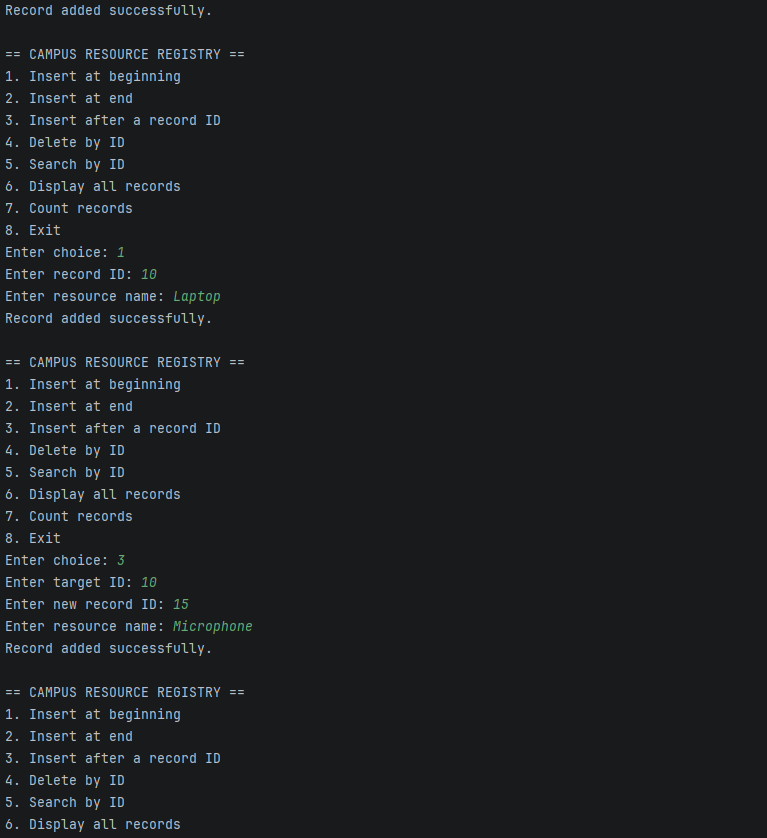 Record added successfully.
== CAMPUS RESOURCE REGISTRY ==
1. Insert at beginning
2. Insert at end
3. Insert after a record ID
4. Delete by ID
5. Search by ID
6. Display all records
7. Count records
8. Exit
Enter choice: 1
Enter record ID: 10
Enter resource name: Laptop
Record added successfully.
== CAMPUS RESOURCE REGISTRY ==
1. Insert at beginning
2. Insert at end
3. Insert after a record ID
4. Delete by ID
5. Search by ID
6. Display all records
7. Count records
8. Exit
Enter choice: 3
Enter target ID: 10
Enter new record ID: 15
Enter resource name: Microphone
Record added successfully.
== CAMPUS RESOURCE REGISTRY ==
1. Insert at beginning
2. Insert at end
3. Insert after a record ID
4. Delete by ID
5. Search by ID
6. Display all records